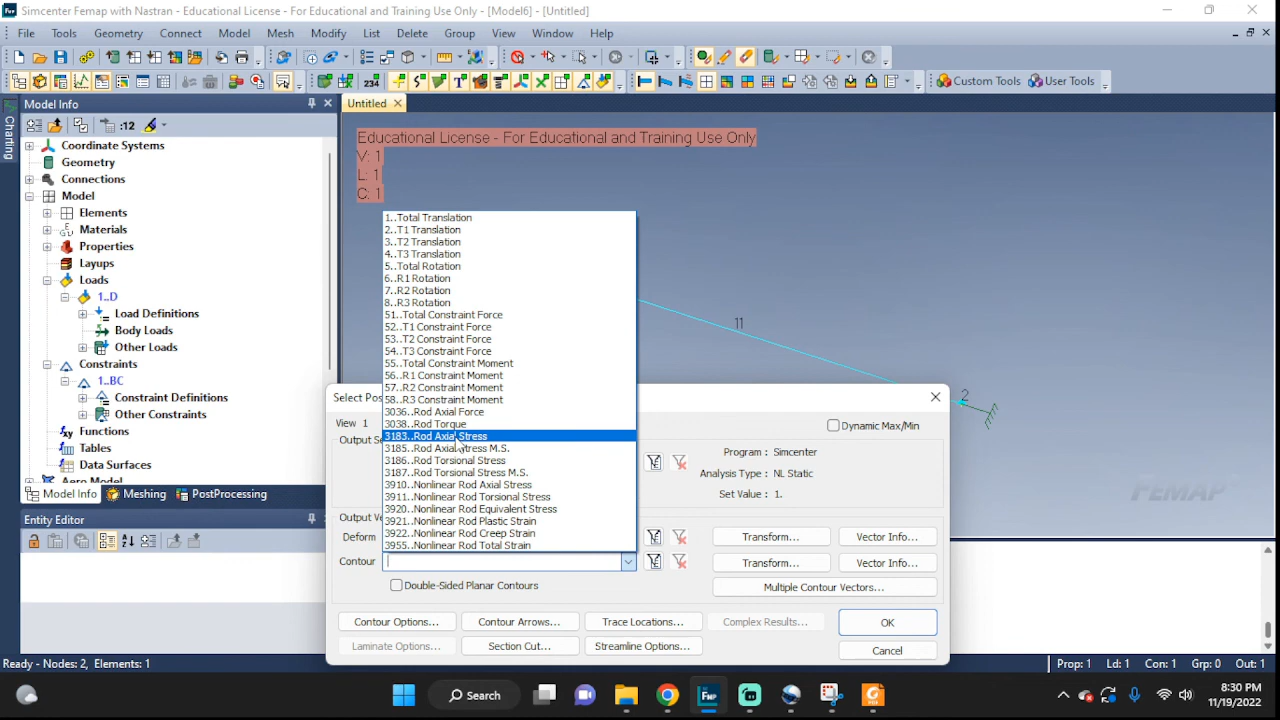 Simcenter Femap with Nastran - Educational License - For Educational and Training Use Only - [Model6] - [Untitled]
File Tools Geometry Connect Model Mesh Modify List Delete Group View Window Help
234 T Custom Tools User Tools
Charting
Model Info
:12
Coordinate Systems
Geometry
Connections
Model
Elements
Materials
Properties
Layups
Loads
1..D
Load Definitions
Body Loads
Other Loads
Constraints
1..BC
Constraint Definitions
Other Constraints
Functions
Tables
Data Surfaces
Model Info Meshing PostProcessing
Entity Editor
Untitled
Educational License - For Educational and Training Use Only
V: 1
L: 1
C: 1
11
2
FEMAP
1..Total Translation
2..T1 Translation
3..T2 Translation
4..T3 Translation
5..Total Rotation
6..R1 Rotation
7..R2 Rotation
8..R3 Rotation
51..Total Constraint Force
52..T1 Constraint Force
53..T2 Constraint Force
54..T3 Constraint Force
55..Total Constraint Moment
56..R1 Constraint Moment
57..R2 Constraint Moment
58..R3 Constraint Moment
3036..Rod Axial Force
3038..Rod Torque
3183..Rod Axial Stress
3185..Rod Axial Stress M.S.
3186..Rod Torsional Stress
3187..Rod Torsional Stress M.S.
3910..Nonlinear Rod Axial Stress
3911..Nonlinear Rod Torsional Stress
3920..Nonlinear Rod Equivalent Stress
3921..Nonlinear Rod Plastic Strain
3922..Nonlinear Rod Creep Strain
3955..Nonlinear Rod Total Strain
Select Pos
View 1
Dynamic Max/Min
Output Se
Program : Simcenter
Analysis Type : NL Static
Set Value : 1.
Output Ve
Deform Transform... Vector Info...
Contour Transform... Vector Info...
Double-Sided Planar Contours Multiple Contour Vectors...
Contour Options... Contour Arrows... Trace Locations... Complex Results... OK
Laminate Options... Section Cut... Streamline Options... Cancel
Ready - Nodes: 2, Elements: 1 Prop: 1 Ld: 1 Con: 1 Grp: 0 Out: 1
Search
FMP
8:30 PM
11/19/2022